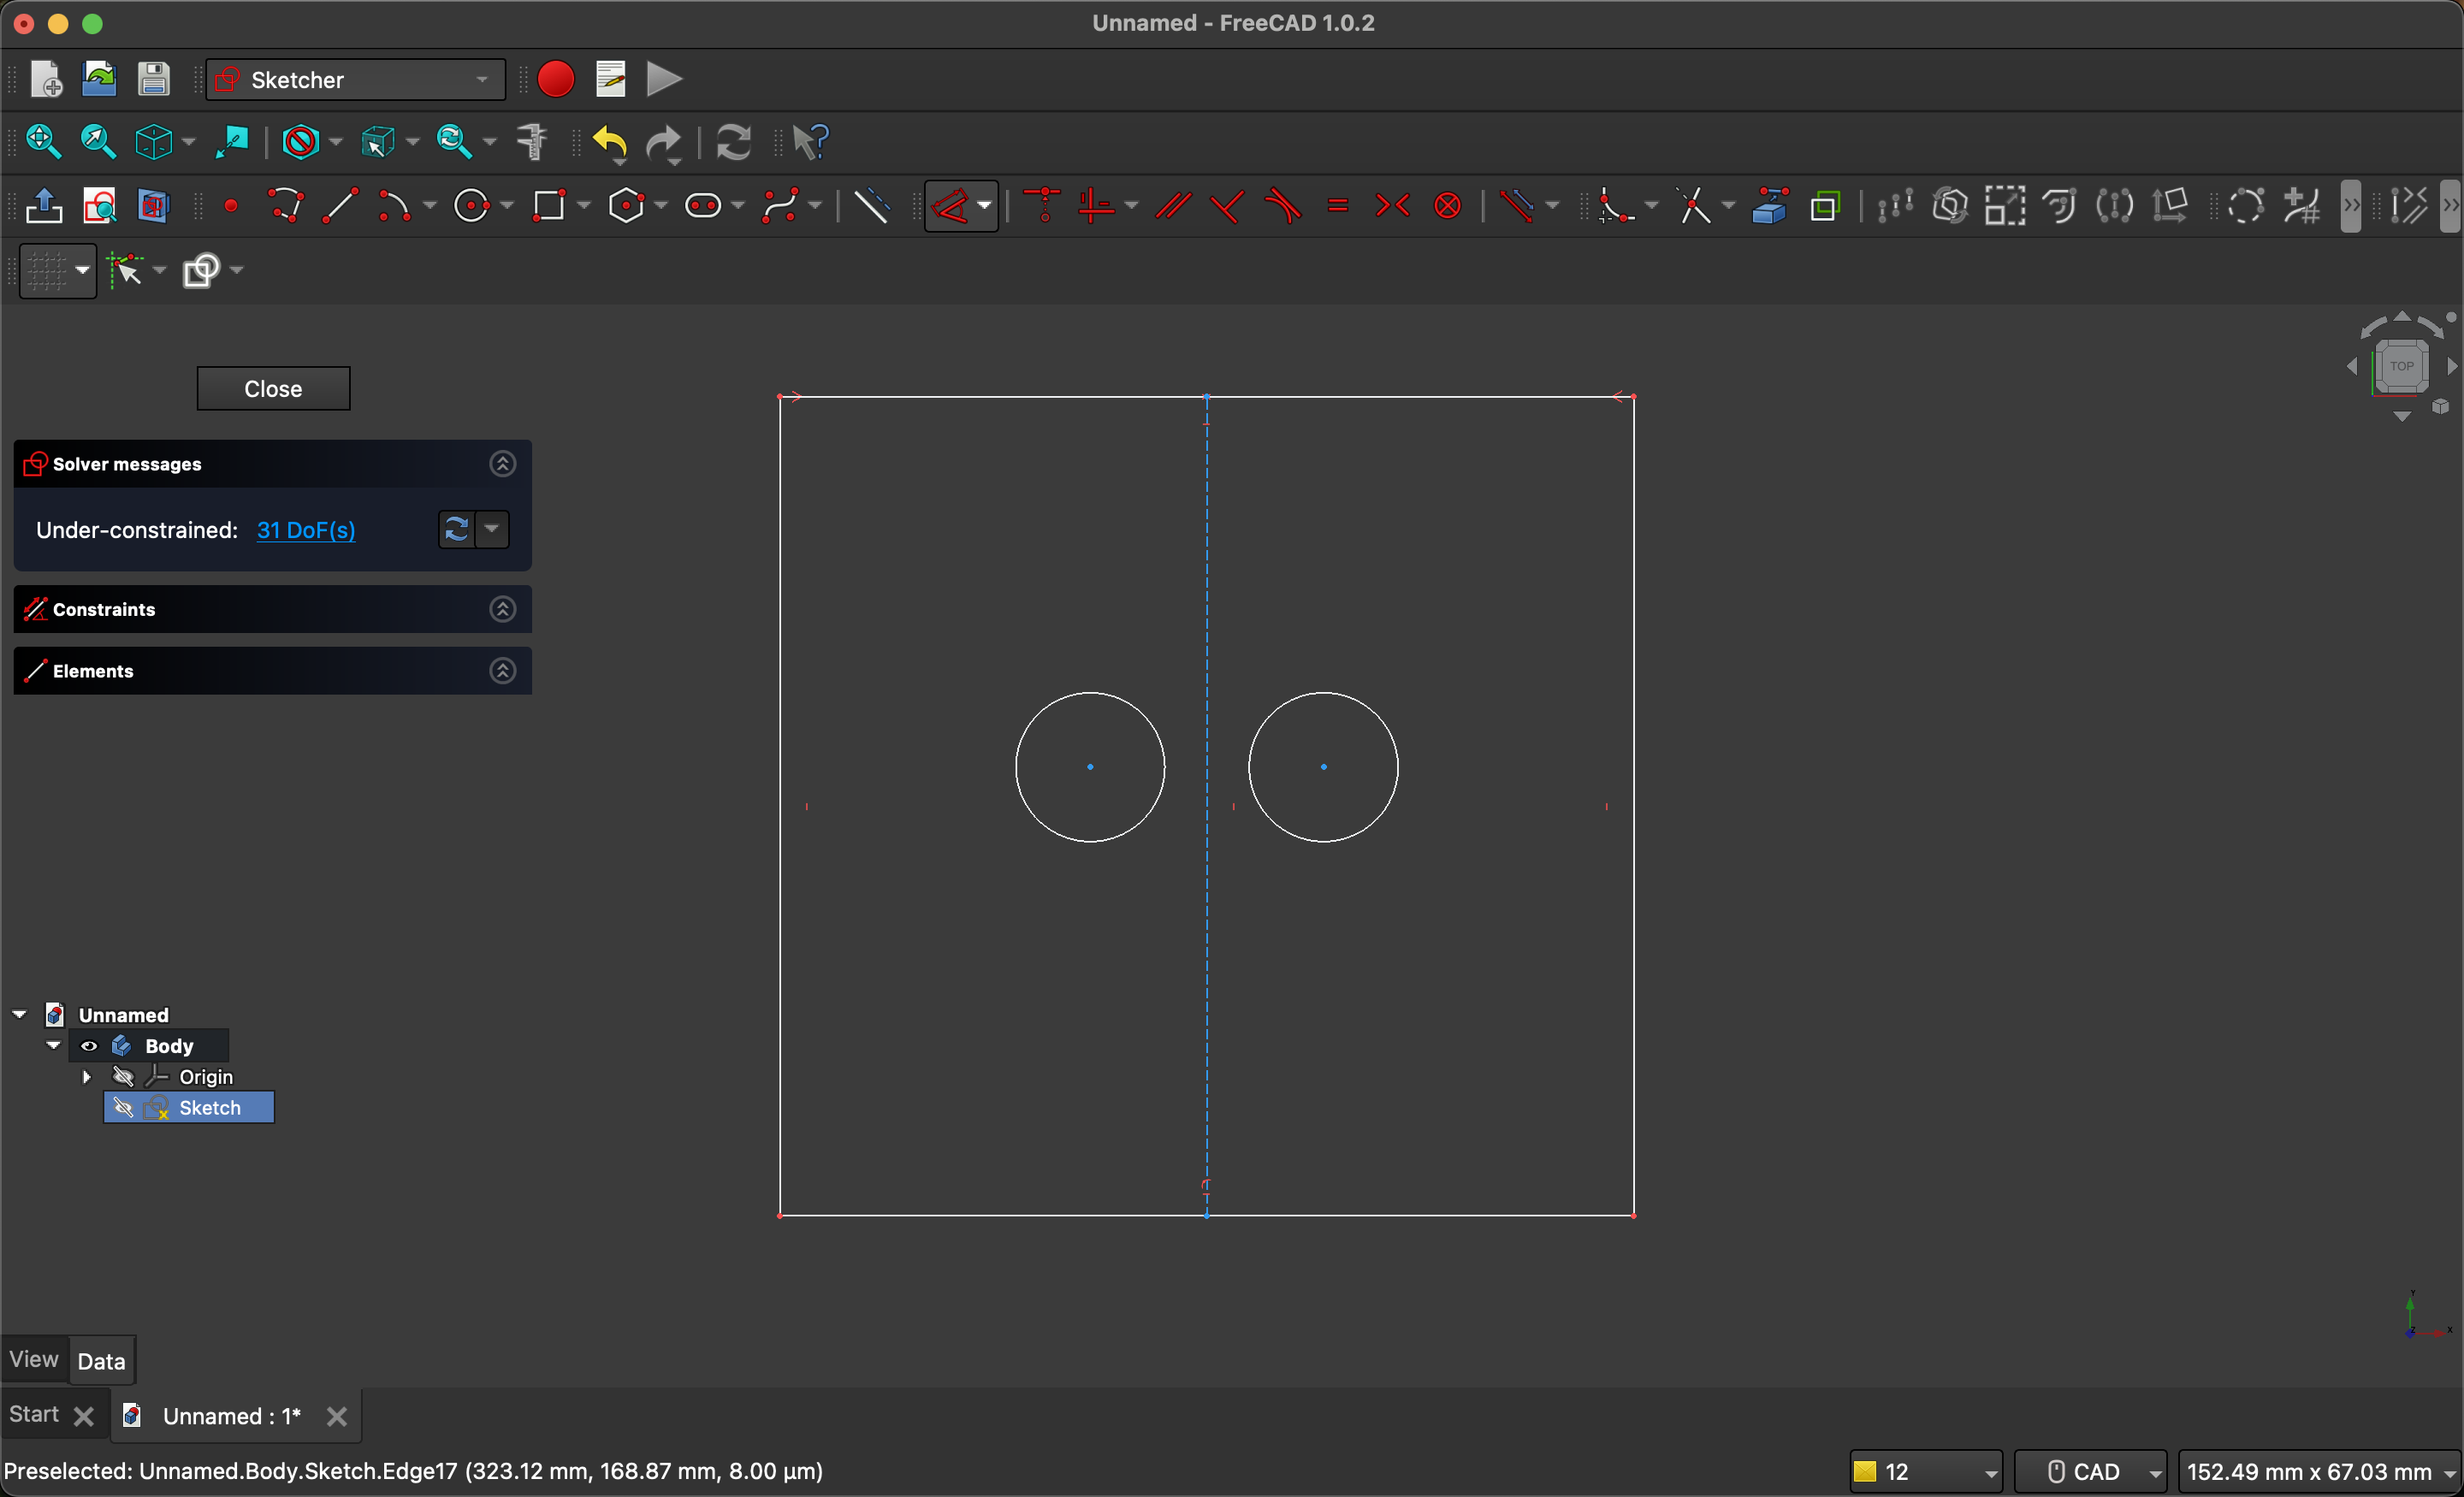 Unnamed - FreeCAD 1.0.2
Sketcher
Close
TOP
Solver messages
Under-constrained: 31 DoF(s)
Constraints
Elements
Unnamed
Body
Origin
Sketch
Y
Z
X
View Data
Start Unnamed : 1*
Preselected: Unnamed.Body.Sketch.Edge17 (323.12 mm, 168.87 mm, 8.00 μm) 12 CAD 152.49 mm x 67.03 mm